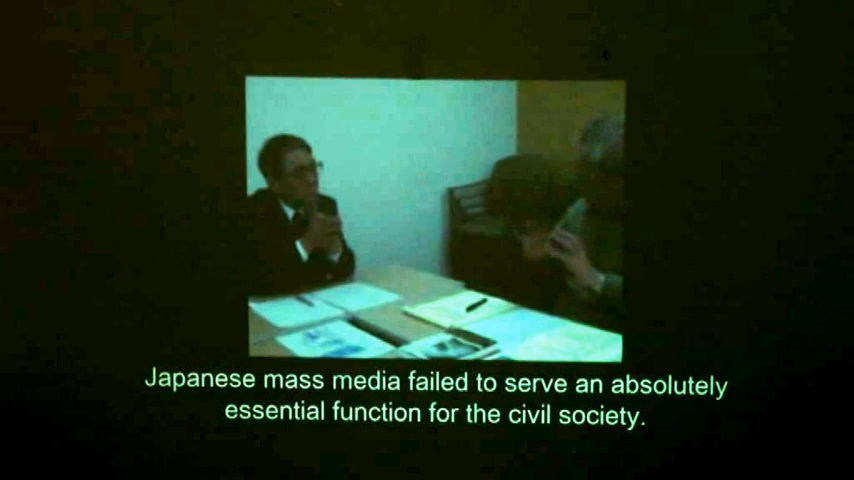 Japanese mass media failed to serve an absolutely
essential function for the civil society.